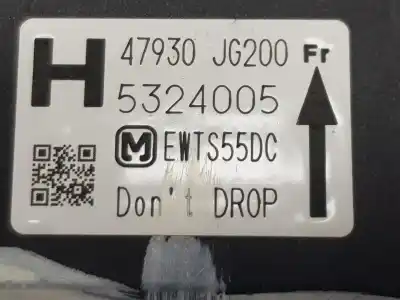 H 47930 JG200 Fr
5324005
M EWTS55DC
Don't DROP